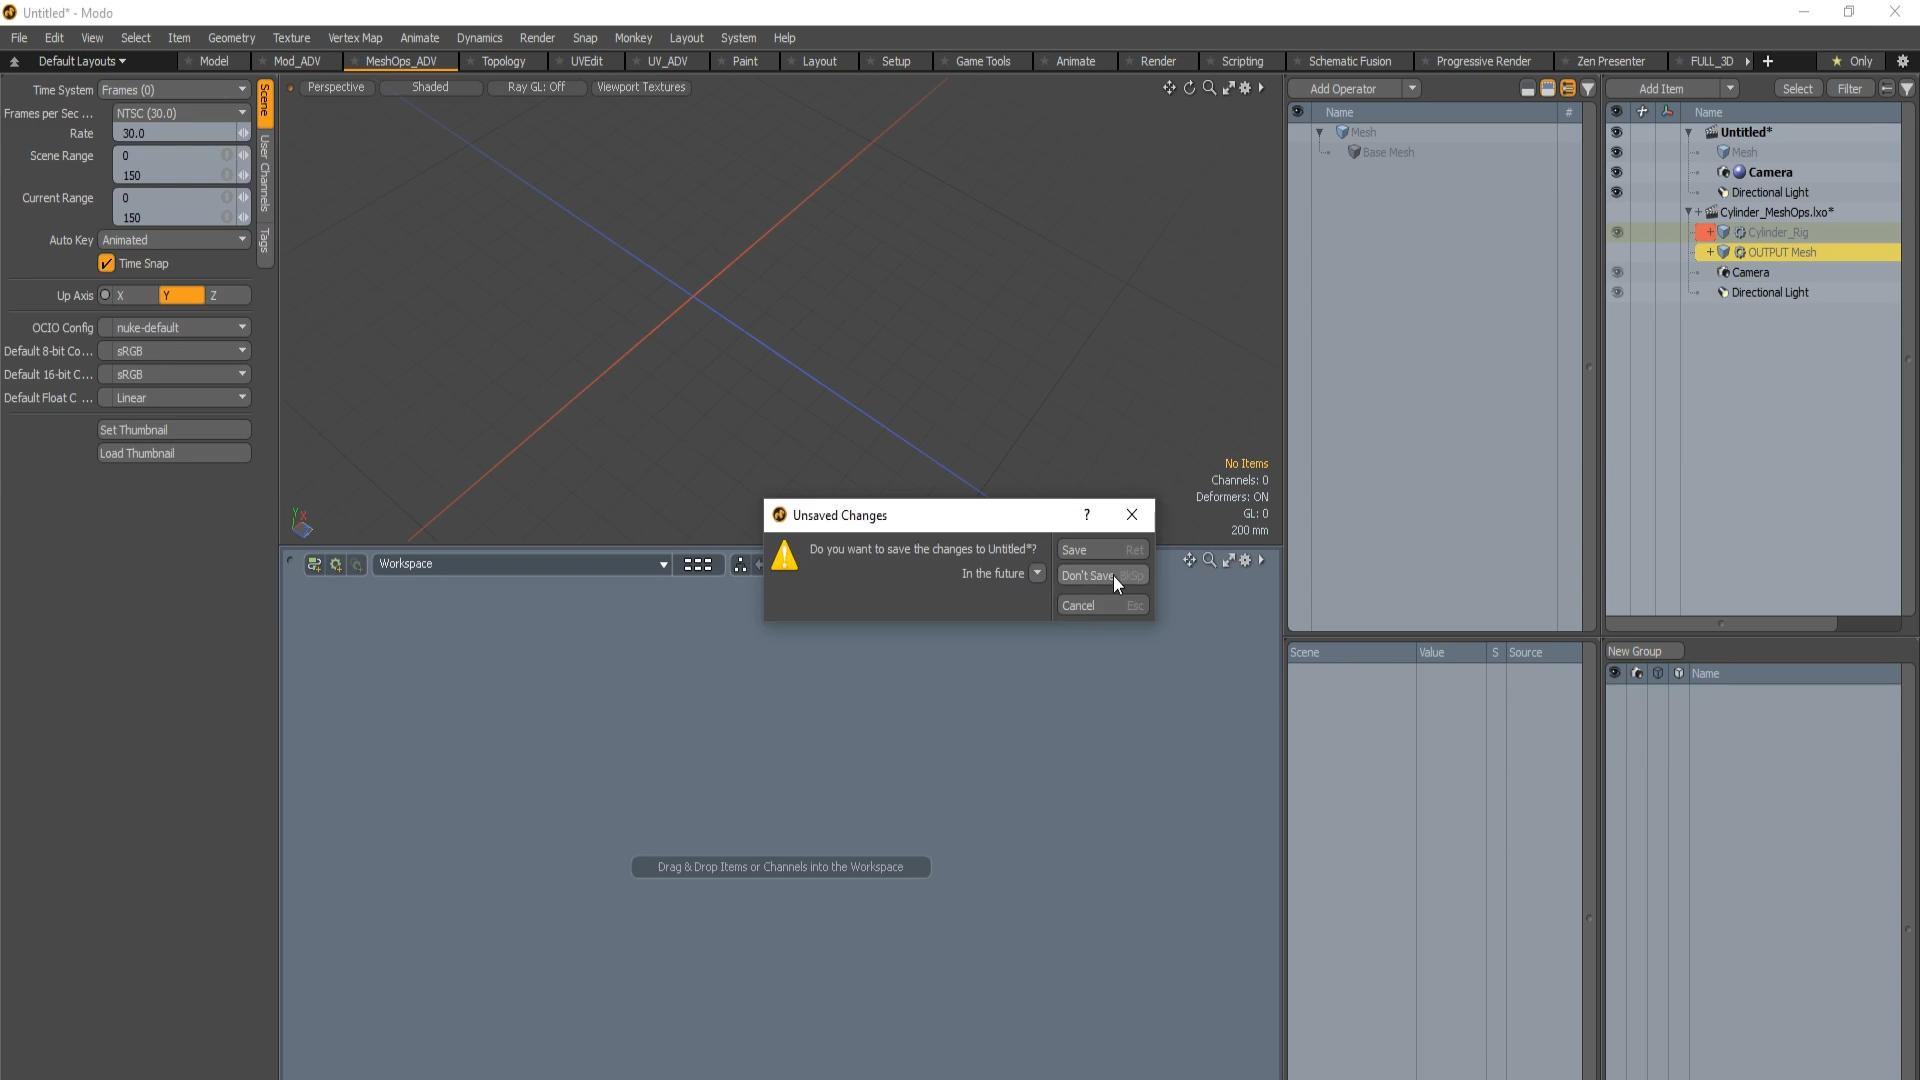 Untitled* - Modo
File Edit View Select Item Geometry Texture Vertex Map Animate Dynamics Render Snap Monkey Layout System Help
Default Layouts Model Mod_ADV MeshOps_ADV Topology UVEdit UV_ADV Paint Layout Setup Game Tools Animate Render Scripting Schematic Fusion Progressive Render Zen Presenter FULL_3D + Only
Time System Frames (0)
Frames per Sec ... NTSC (30.0)
Rate 30.0
Scene Range 0
150
Current Range 0
150
Auto Key Animated
Time Snap
Up Axis X Y Z
OCIO Config nuke-default
Default 8-bit Co... sRGB
Default 16-bit C... sRGB
Default Float C ... Linear
Set Thumbnail
Load Thumbnail
Scene
User Channels
Tags
Perspective Shaded Ray GL: Off Viewport Textures
No Items
Channels: 0
Deformers: ON
GL: 0
200 mm
Y X
Workspace
Drag & Drop Items or Channels into the Workspace
Unsaved Changes ?
Do you want to save the changes to Untitled*?
In the future
Save Ret
Don't Save BkSp
Cancel Esc
Add Operator
Name #
Mesh
Base Mesh
Scene Value S Source
Add Item Select Filter
Name
Untitled*
Mesh
Camera
Directional Light
+ Cylinder_MeshOps.lxo*
+ Cylinder_Rig
+ OUTPUT Mesh
Camera
Directional Light
New Group
Name